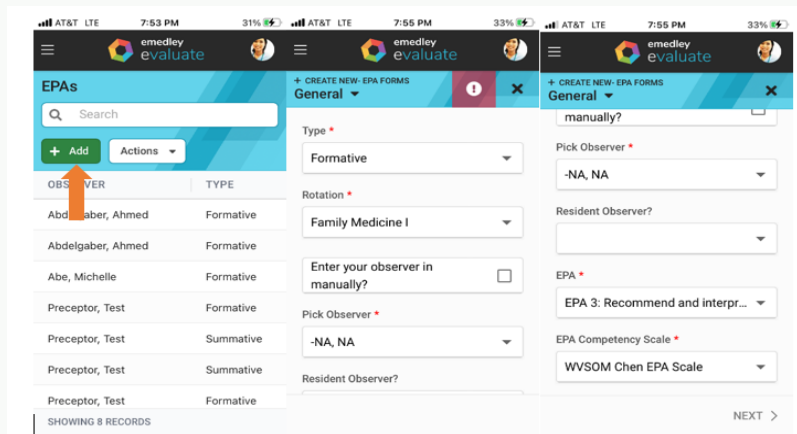 AT&T LTE 7:53 PM 31%
emedley
evaluate
EPAs
Search
+ Add Actions
OBSERVER TYPE
Abdelgaber, Ahmed Formative
Abdelgaber, Ahmed Formative
Abe, Michelle Formative
Preceptor, Test Formative
Preceptor, Test Summative
Preceptor, Test Summative
Preceptor, Test Formative
SHOWING 8 RECORDS
AT&T LTE 7:55 PM 33%
emedley
evaluate
+ CREATE NEW- EPA FORMS
General
Type *
Formative
Rotation *
Family Medicine I
Enter your observer in
manually?
Pick Observer *
-NA, NA
Resident Observer?
AT&T LTE 7:55 PM 33%
emedley
evaluate
+ CREATE NEW- EPA FORMS
General
manually?
Pick Observer *
-NA, NA
Resident Observer?
EPA *
EPA 3: Recommend and interpr...
EPA Competency Scale *
WVSOM Chen EPA Scale
NEXT >